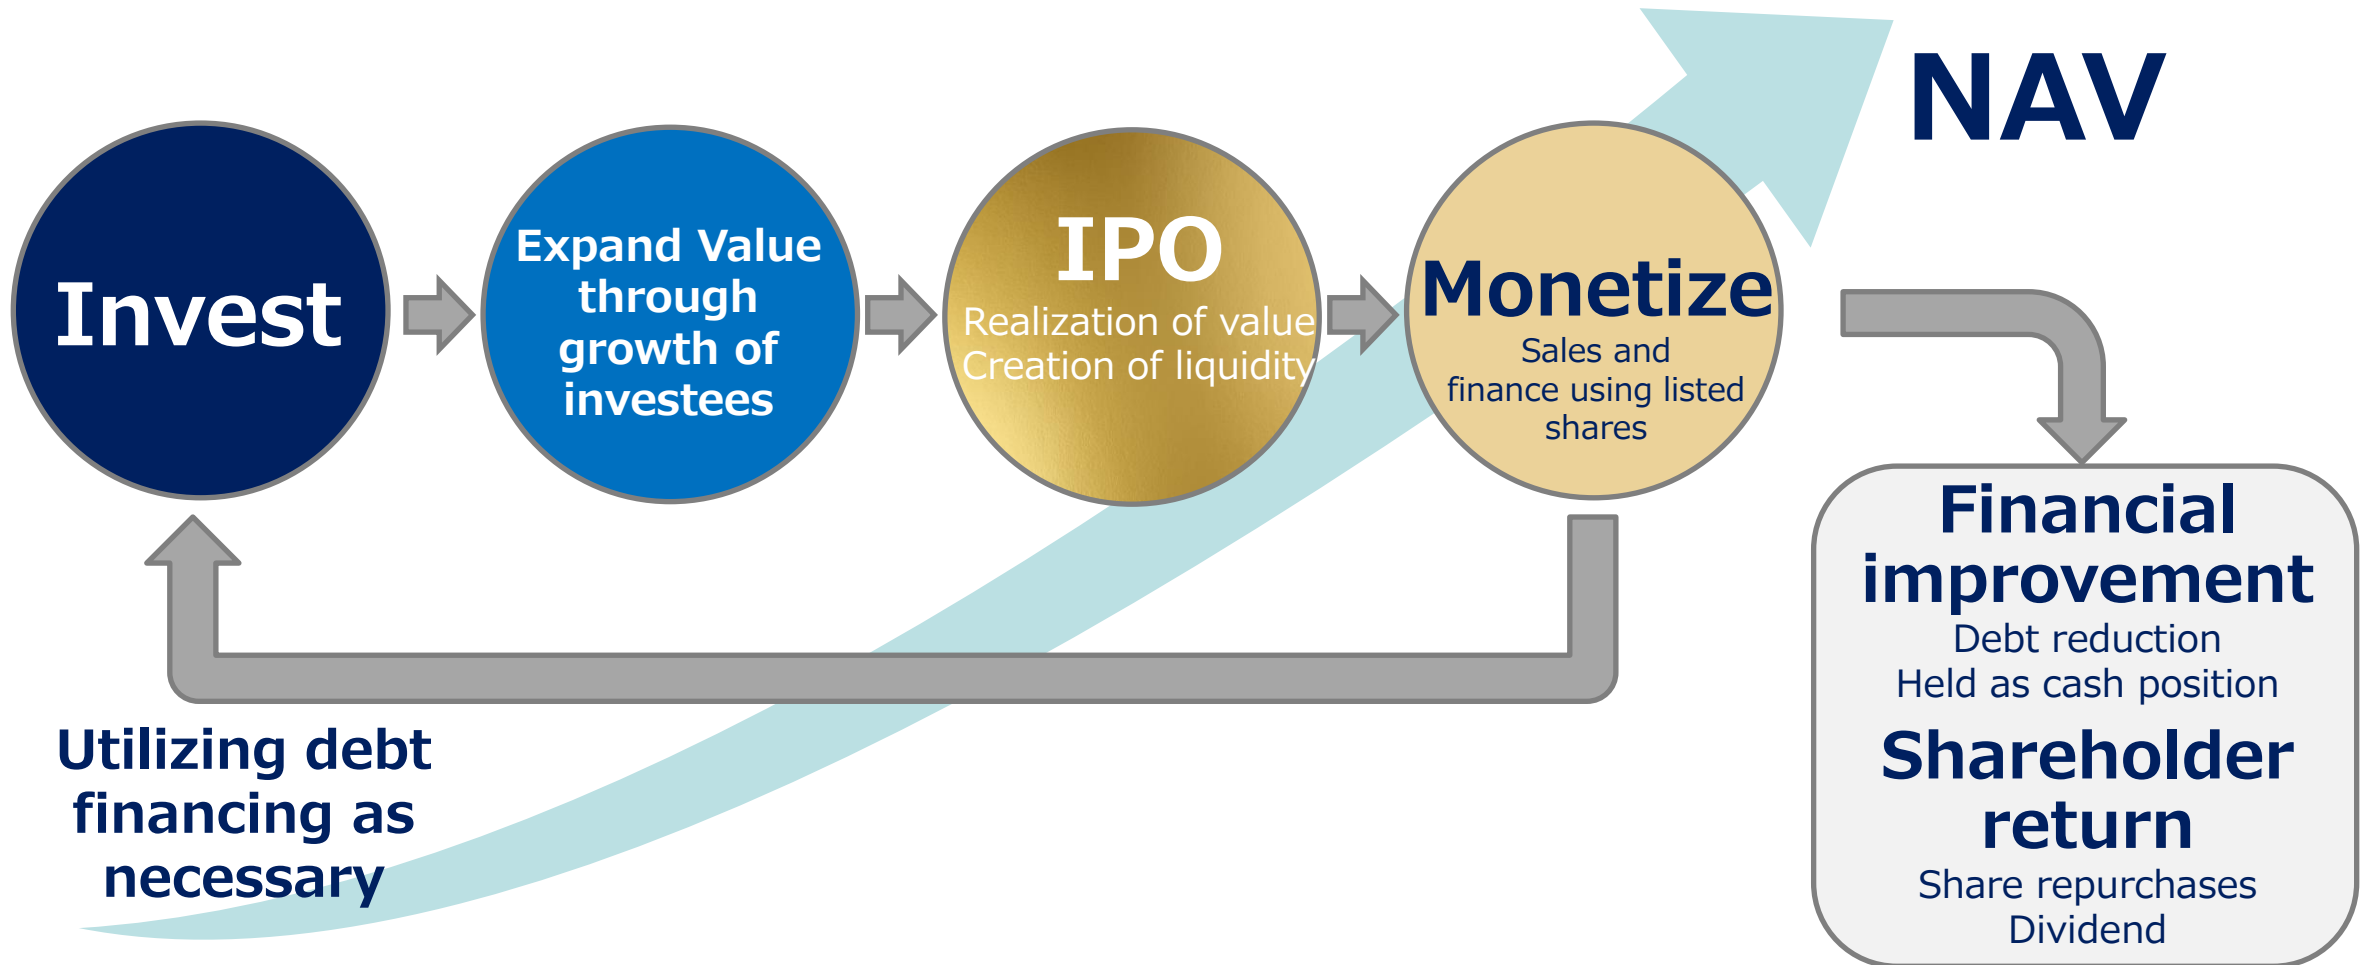 NAV
Invest
Expand Value
through
growth of
investees
IPO
Realization of value
Creation of liquidity
Monetize
Sales and
finance using listed
shares
Utilizing debt
financing as
necessary
Financial
improvement
Debt reduction
Held as cash position
Shareholder
return
Share repurchases
Dividend